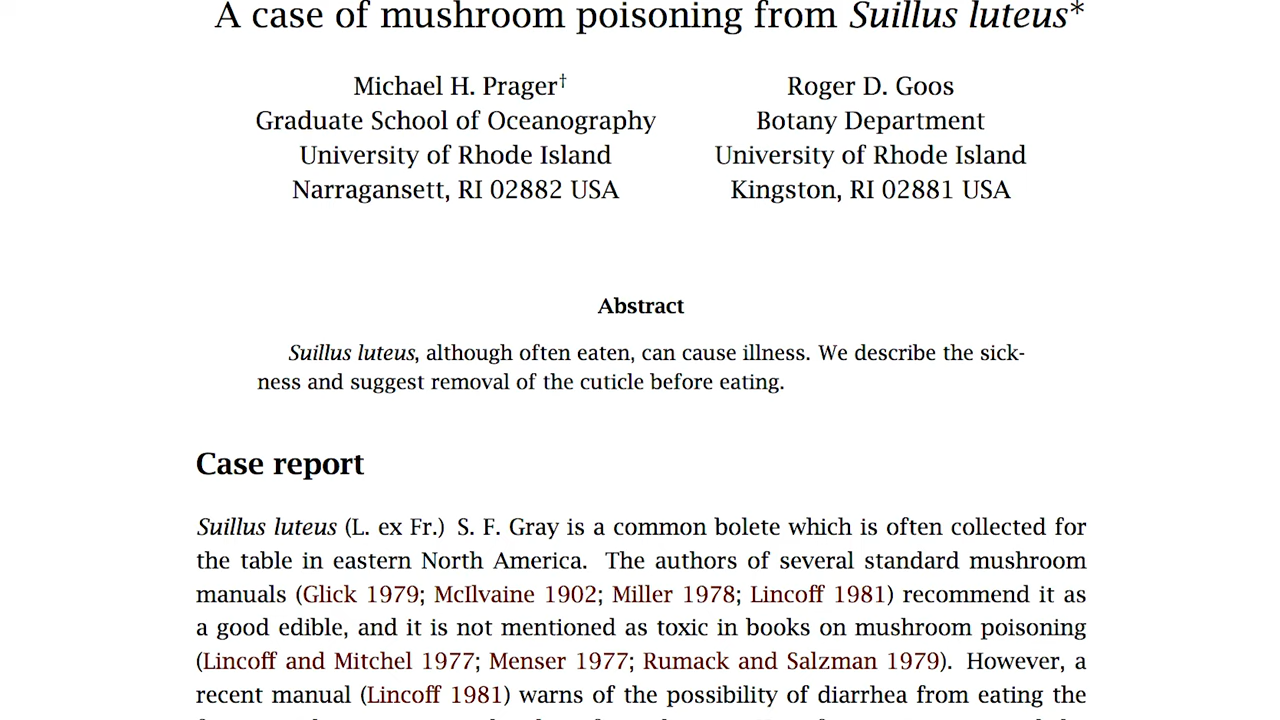 A case of mushroom poisoning from Suillus luteus*
Michael H. Prager†
Graduate School of Oceanography
University of Rhode Island
Narragansett, RI 02882 USA
Roger D. Goos
Botany Department
University of Rhode Island
Kingston, RI 02881 USA
Abstract
Suillus luteus, although often eaten, can cause illness. We describe the sick-
ness and suggest removal of the cuticle before eating.
Case report
Suillus luteus (L. ex Fr.) S. F. Gray is a common bolete which is often collected for
the table in eastern North America. The authors of several standard mushroom
manuals (Glick 1979; McIlvaine 1902; Miller 1978; Lincoff 1981) recommend it as
a good edible, and it is not mentioned as toxic in books on mushroom poisoning
(Lincoff and Mitchel 1977; Menser 1977; Rumack and Salzman 1979). However, a
recent manual (Lincoff 1981) warns of the possibility of diarrhea from eating the